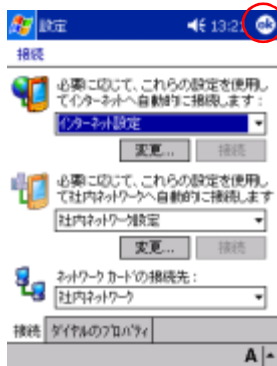 設定 13:21 ok
接続
必要に応じて、これらの設定を使用し
てインターネットへ自動的に接続します：
インターネット設定
変更... 接続
必要に応じて、これらの設定を使用し
て社内ネットワークへ自動的に接続します
社内ネットワーク設定
変更... 接続
ネットワーク カードの接続先：
社内ネットワーク
接続 ダイヤルのプロパティ
A